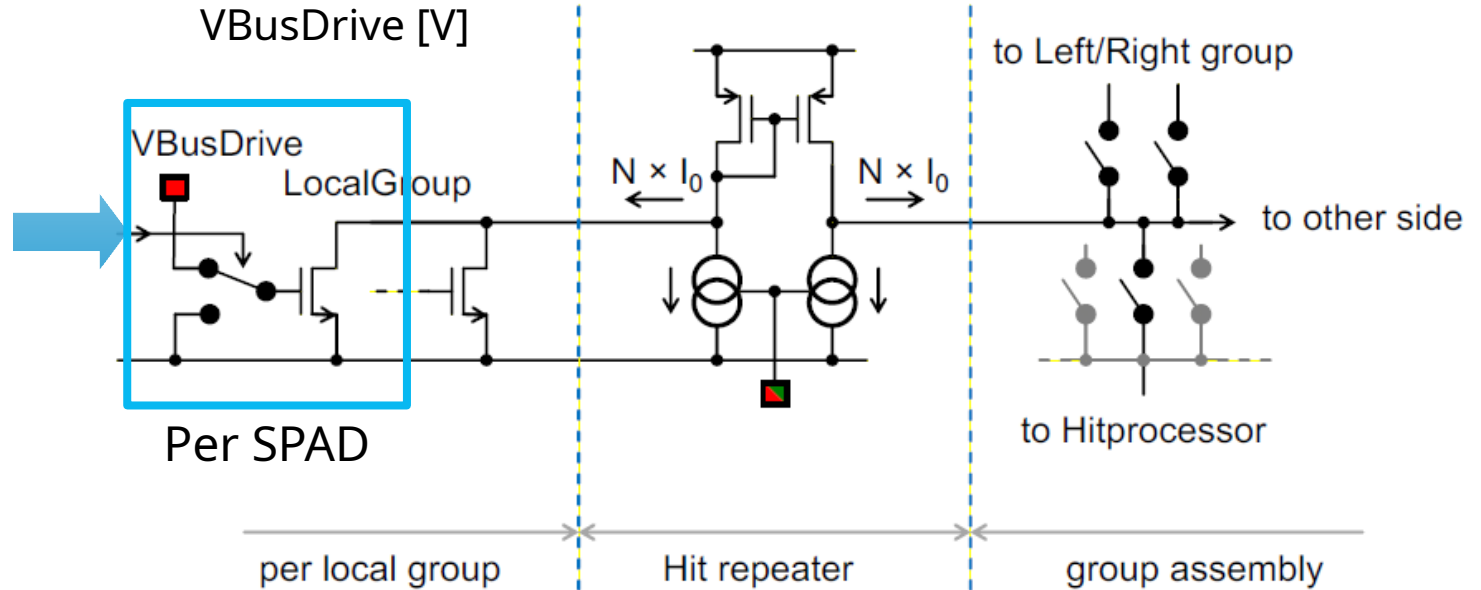 VBusDrive [V]
to Left/Right group
VBusDrive
LocalGroup
N × I₀
N × I₀
to other side
Per SPAD
to Hitprocessor
per local group
Hit repeater
group assembly